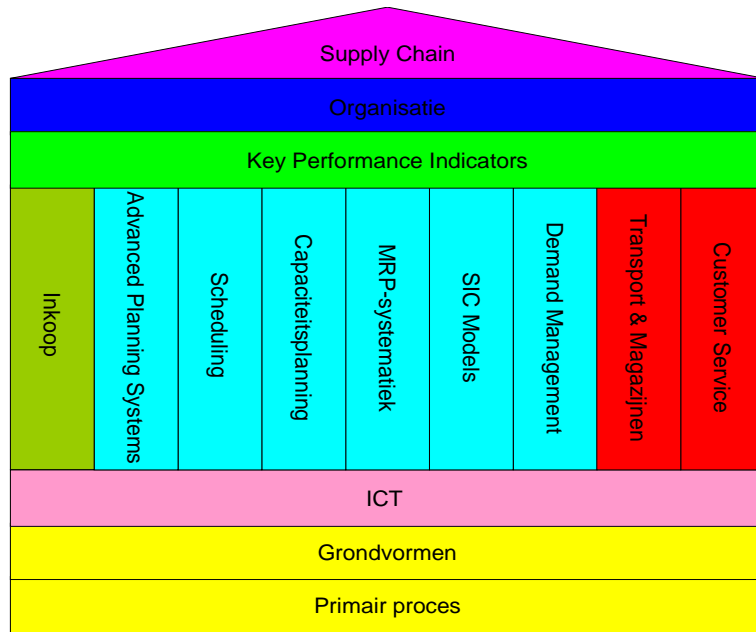 Supply Chain
Organisatie
Key Performance Indicators
Inkoop
Advanced Planning Systems
Scheduling
Capaciteitsplanning
MRP-systematiek
SIC Models
Demand Management
Transport & Magazijnen
Customer Service
ICT
Grondvormen
Primair proces